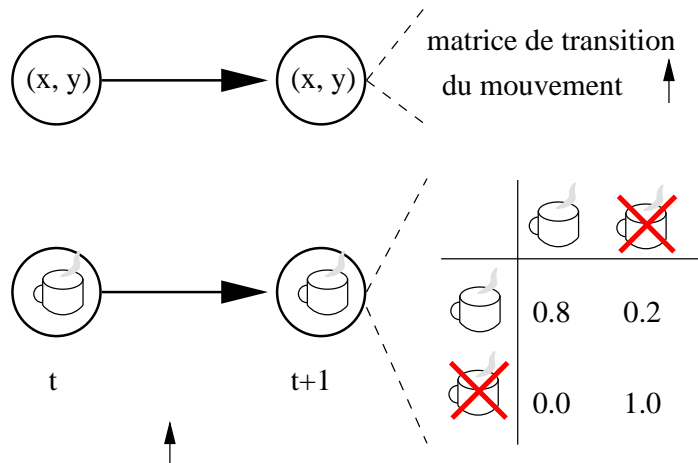 (x, y)
(x, y)
matrice de transition
du mouvement
0.8 0.2
0.0 1.0
t
t+1